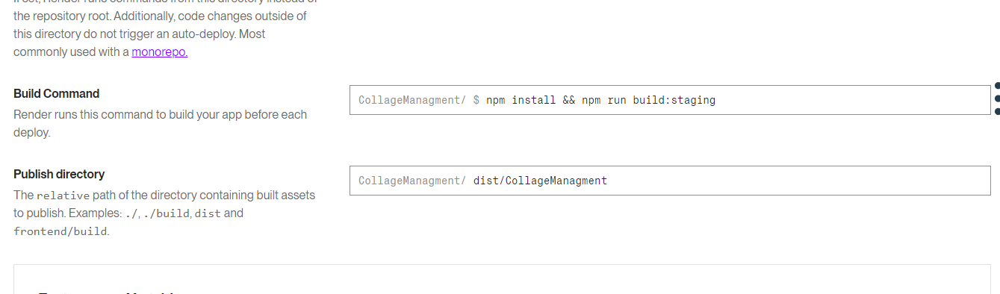 the repository root. Additionally, code changes outside of
this directory do not trigger an auto-deploy. Most
commonly used with a monorepo.
Build Command
CollageManagment/ $ npm install && npm run build:staging
Render runs this command to build your app before each
deploy.
Publish directory
CollageManagment/ dist/CollageManagment
The relative path of the directory containing built assets
to publish. Examples: ./, ./build, dist and
frontend/build.